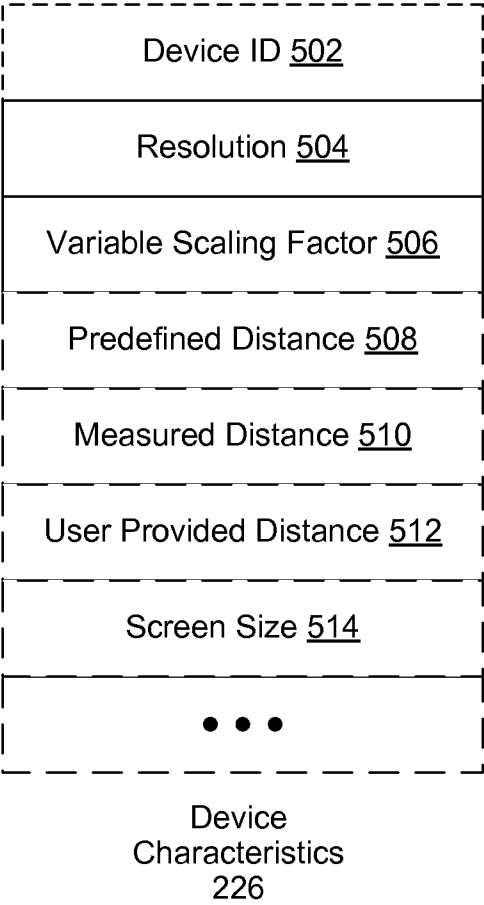 Device ID 502
Resolution 504
Variable Scaling Factor 506
Predefined Distance 508
Measured Distance 510
User Provided Distance 512
Screen Size 514
• • •
Device
Characteristics
226